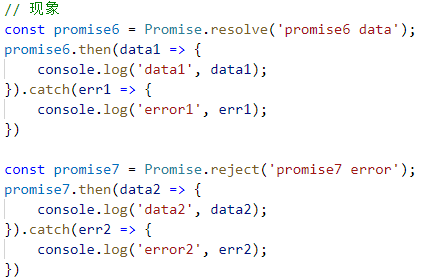 // 现象
const promise6 = Promise.resolve('promise6 data');
promise6.then(data1 => {
    console.log('data1', data1);
}).catch(err1 => {
    console.log('error1', err1);
})

const promise7 = Promise.reject('promise7 error');
promise7.then(data2 => {
    console.log('data2', data2);
}).catch(err2 => {
    console.log('error2', err2);
})